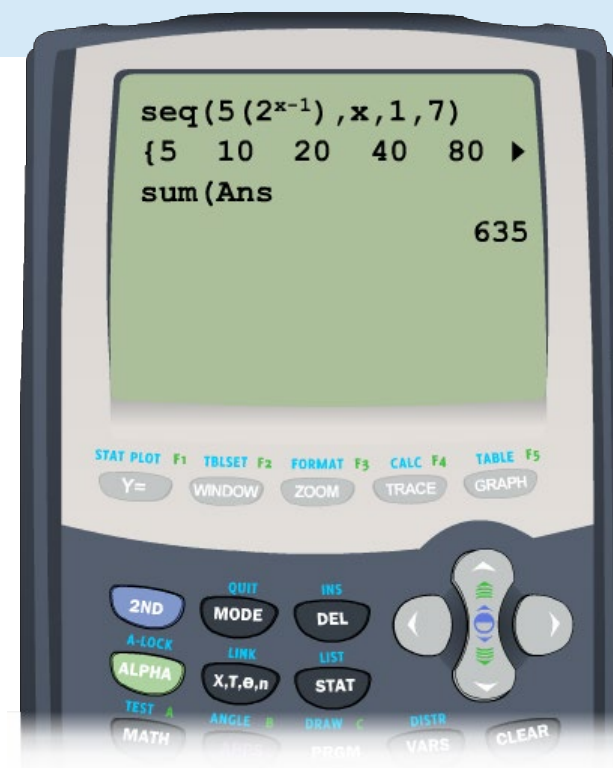 seq(5(2ˣ⁻¹),x,1,7)
{5 10 20 40 80 ▶
sum(Ans
635
STAT PLOT F1 TBLSET F2 FORMAT F3 CALC F4 TABLE F5
Y= WINDOW ZOOM TRACE GRAPH
QUIT INS
2ND MODE DEL
A-LOCK LINK LIST
ALPHA X,T,θ,n STAT
TEST A ANGLE B DRAW C DISTR
MATH PRGM VARS CLEAR